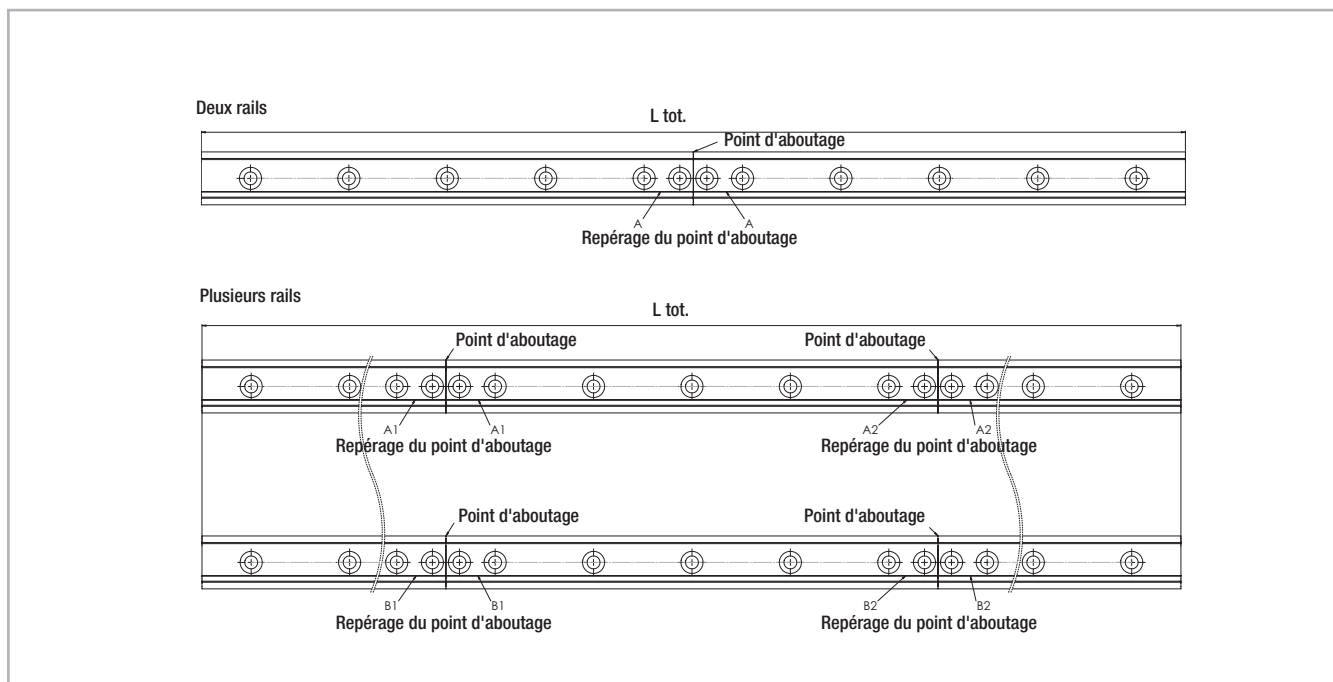 Deux rails
L tot.
Point d'aboutage
A A
Repérage du point d'aboutage
Plusieurs rails
L tot.
Point d'aboutage Point d'aboutage
A1 A1 A2 A2
Repérage du point d'aboutage Repérage du point d'aboutage
Point d'aboutage Point d'aboutage
B1 B1 B2 B2
Repérage du point d'aboutage Repérage du point d'aboutage